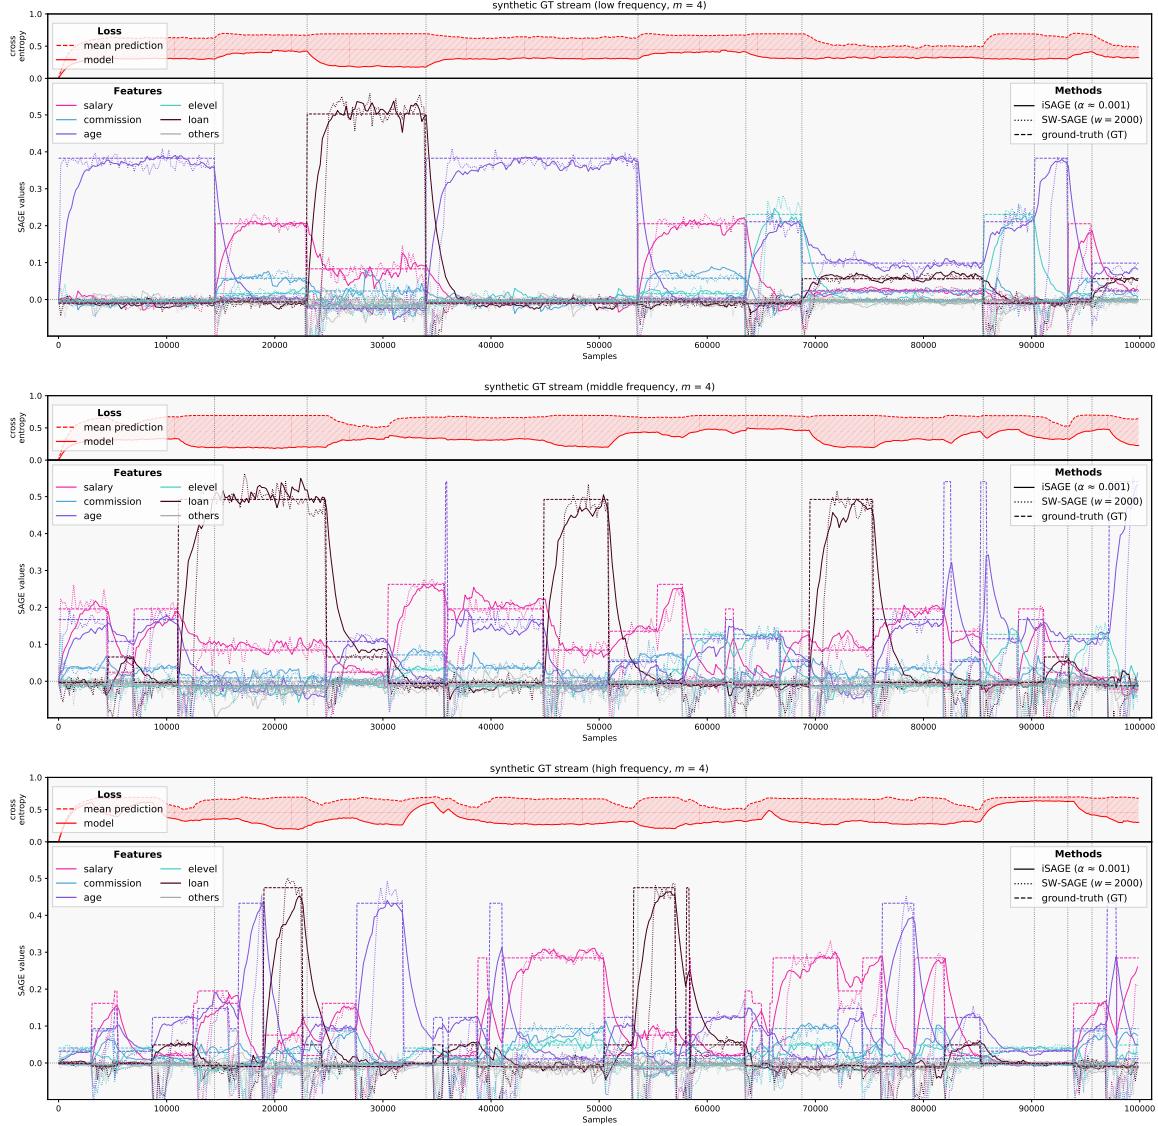 synthetic GT stream (low frequency, m = 4)
cross
entropy
1.0
0.5
0.0
Loss
mean prediction
model
SAGE values
0.5
0.4
0.3
0.2
0.1
0.0
Features
salary elevel
commission loan
age others
Methods
iSAGE (α ≈ 0.001)
SW-SAGE (w = 2000)
ground-truth (GT)
0 10000 20000 30000 40000 50000 60000 70000 80000 90000 100000
Samples
synthetic GT stream (middle frequency, m = 4)
cross
entropy
1.0
0.5
0.0
Loss
mean prediction
model
SAGE values
0.5
0.4
0.3
0.2
0.1
0.0
Features
salary elevel
commission loan
age others
Methods
iSAGE (α ≈ 0.001)
SW-SAGE (w = 2000)
ground-truth (GT)
0 10000 20000 30000 40000 50000 60000 70000 80000 90000 100000
Samples
synthetic GT stream (high frequency, m = 4)
cross
entropy
1.0
0.5
0.0
Loss
mean prediction
model
SAGE values
0.5
0.4
0.3
0.2
0.1
0.0
Features
salary elevel
commission loan
age others
Methods
iSAGE (α ≈ 0.001)
SW-SAGE (w = 2000)
ground-truth (GT)
0 10000 20000 30000 40000 50000 60000 70000 80000 90000 100000
Samples